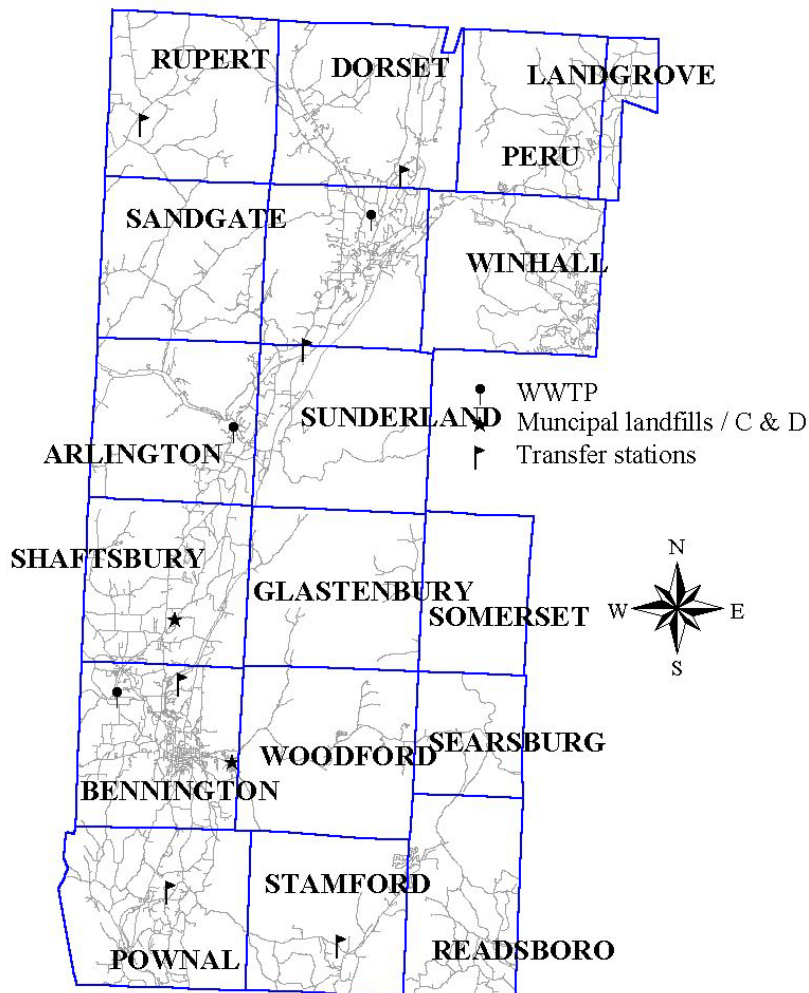 RUPERT
DORSET
LANDGROVE
PERU
SANDGATE
WINHALL
WWTP
Muncipal landfills / C & D
Transfer stations
SUNDERLAND
ARLINGTON
SHAFTSBURY
GLASTENBURY
SOMERSET
N
W
E
S
WOODFORD
SEARSBURG
BENNINGTON
STAMFORD
POWNAL
READSBORO